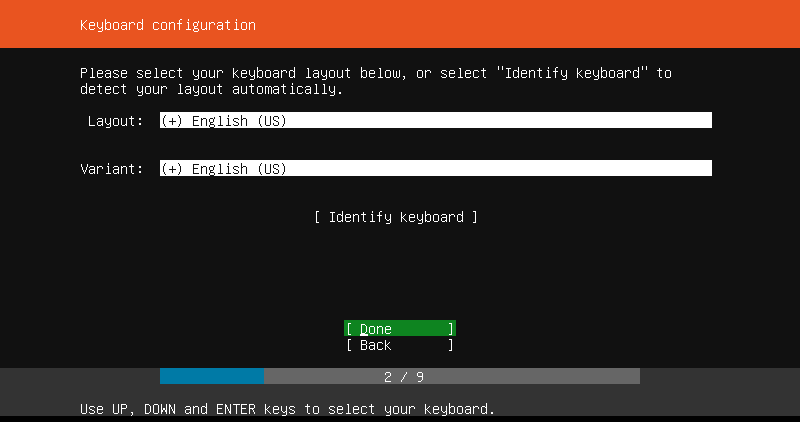 Keyboard configuration
Please select your keyboard layout below, or select "Identify keyboard" to
detect your layout automatically.
Layout: (+) English (US)
Variant: (+) English (US)
[ Identify keyboard ]
[ Done ]
[ Back ]
2 / 9
Use UP, DOWN and ENTER keys to select your keyboard.